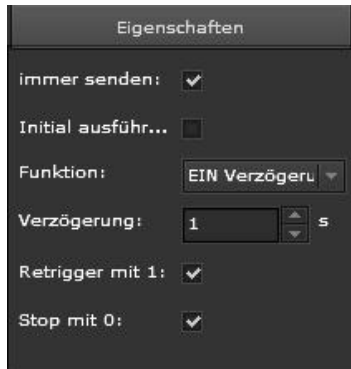 Eigenschaften
immer senden:
Initial ausführ...
Funktion: EIN Verzögeru
Verzögerung: 1 s
Retrigger mit 1:
Stop mit 0: